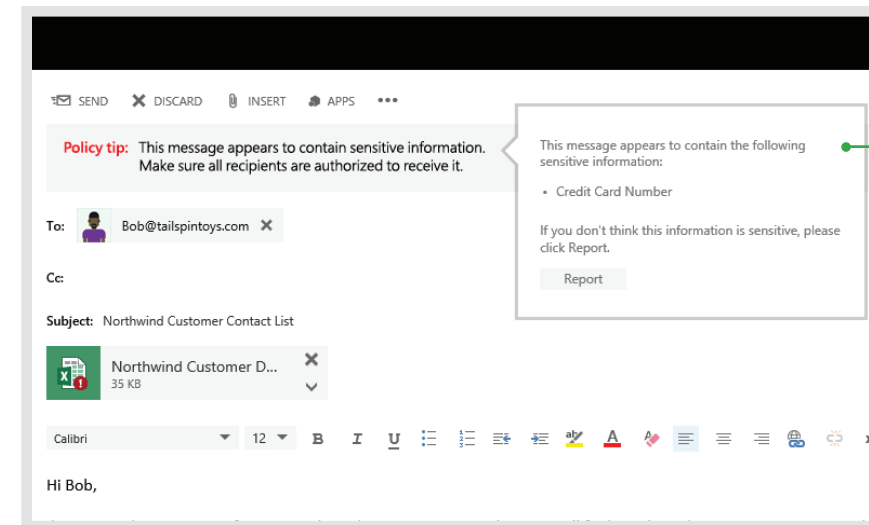 SEND DISCARD INSERT APPS •••
Policy tip: This message appears to contain sensitive information.
Make sure all recipients are authorized to receive it.
This message appears to contain the following
sensitive information:
• Credit Card Number
If you don't think this information is sensitive, please
click Report.
Report
To: Bob@tailspintoys.com
Cc:
Subject: Northwind Customer Contact List
Northwind Customer D...
35 KB
Calibri 12 B I U A
Hi Bob,